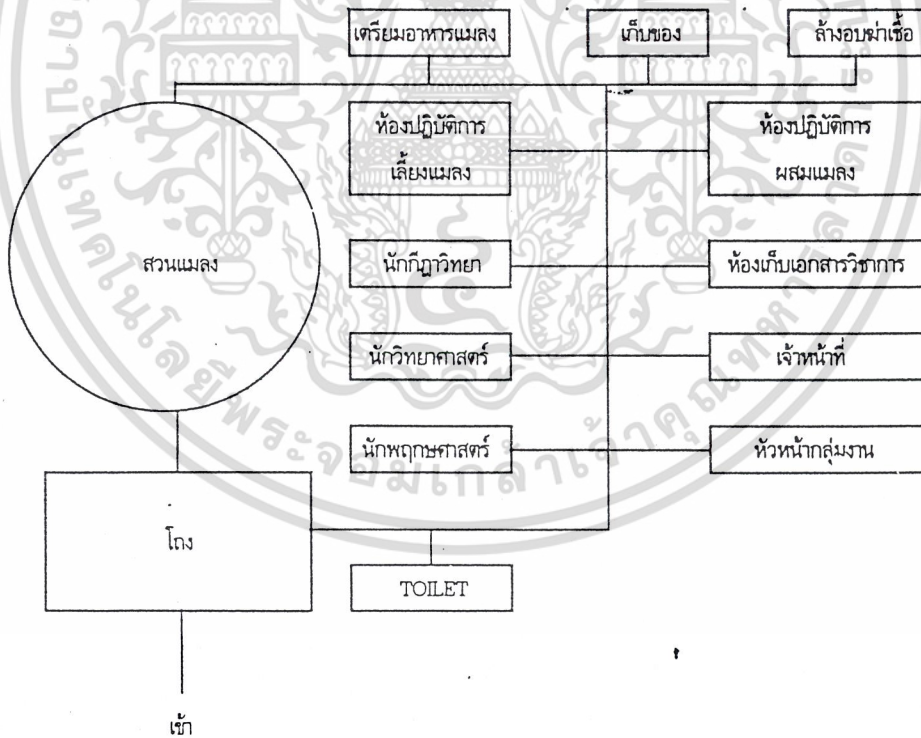 เตรียมอาหารแมลง
เก็บของ
ล้างอบฆ่าเชื้อ
ห้องปฏิบัติการ
เลี้ยงแมลง
ห้องปฏิบัติการ
ผสมแมลง
สวนแมลง
นักกีฏาวิทยา
ห้องเก็บเอกสารวิชาการ
นักวิทยาศาสตร์
เจ้าหน้าที่
นักพฤกษศาสตร์
หัวหน้ากลุ่มงาน
โถง
TOILET
เข้า